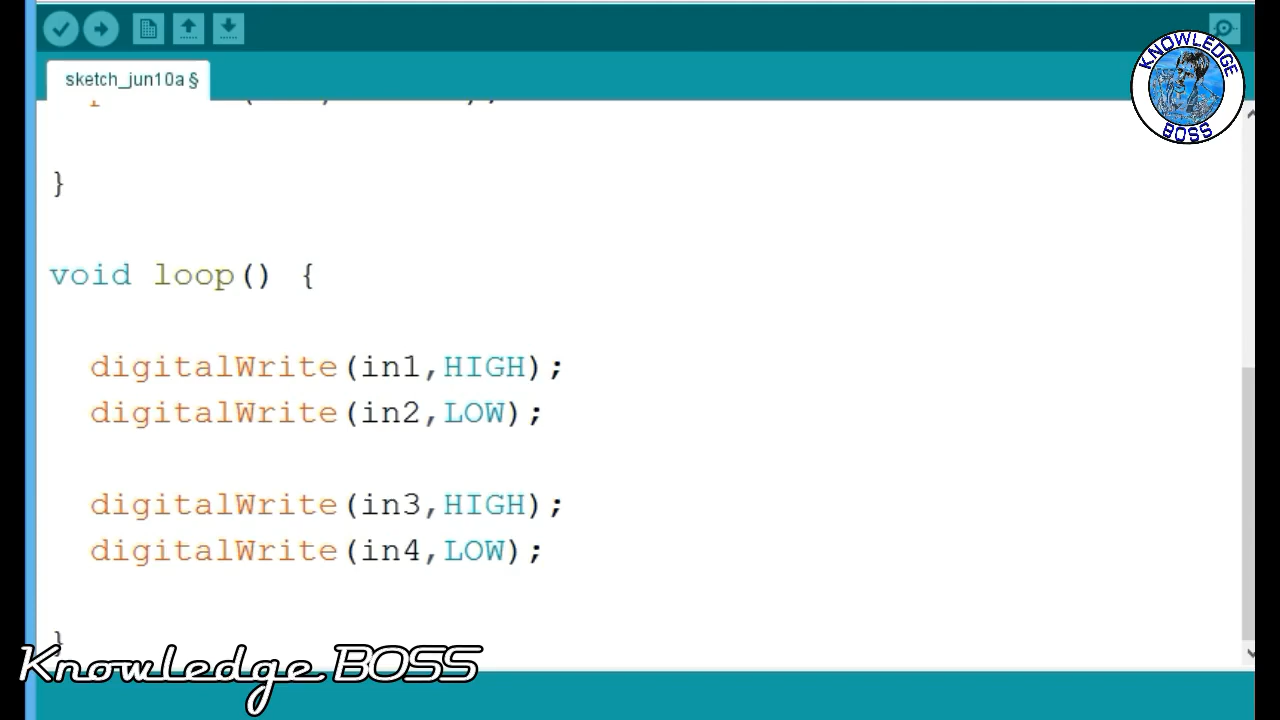 KNOWLEDGE
BOSS
sketch_jun10a §
}
void loop() {
digitalWrite(in1,HIGH);
digitalWrite(in2,LOW);
digitalWrite(in3,HIGH);
digitalWrite(in4,LOW);
}
Knowledge BOSS